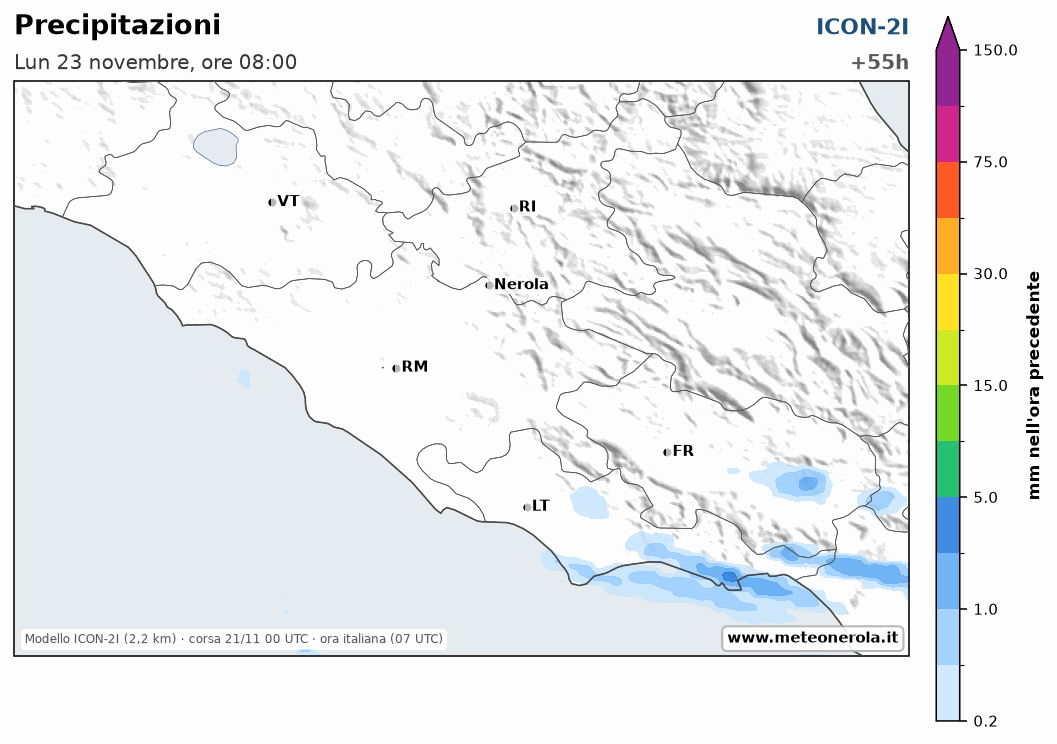 Precipitazioni
ICON-2I
Lun 23 novembre, ore 08:00
+55h
150.0
75.0
30.0
15.0
5.0
1.0
0.2
mm nell'ora precedente
VT
RI
Nerola
RM
FR
LT
Modello ICON-2I (2,2 km) · corsa 21/11 00 UTC · ora italiana (07 UTC)
www.meteonerola.it